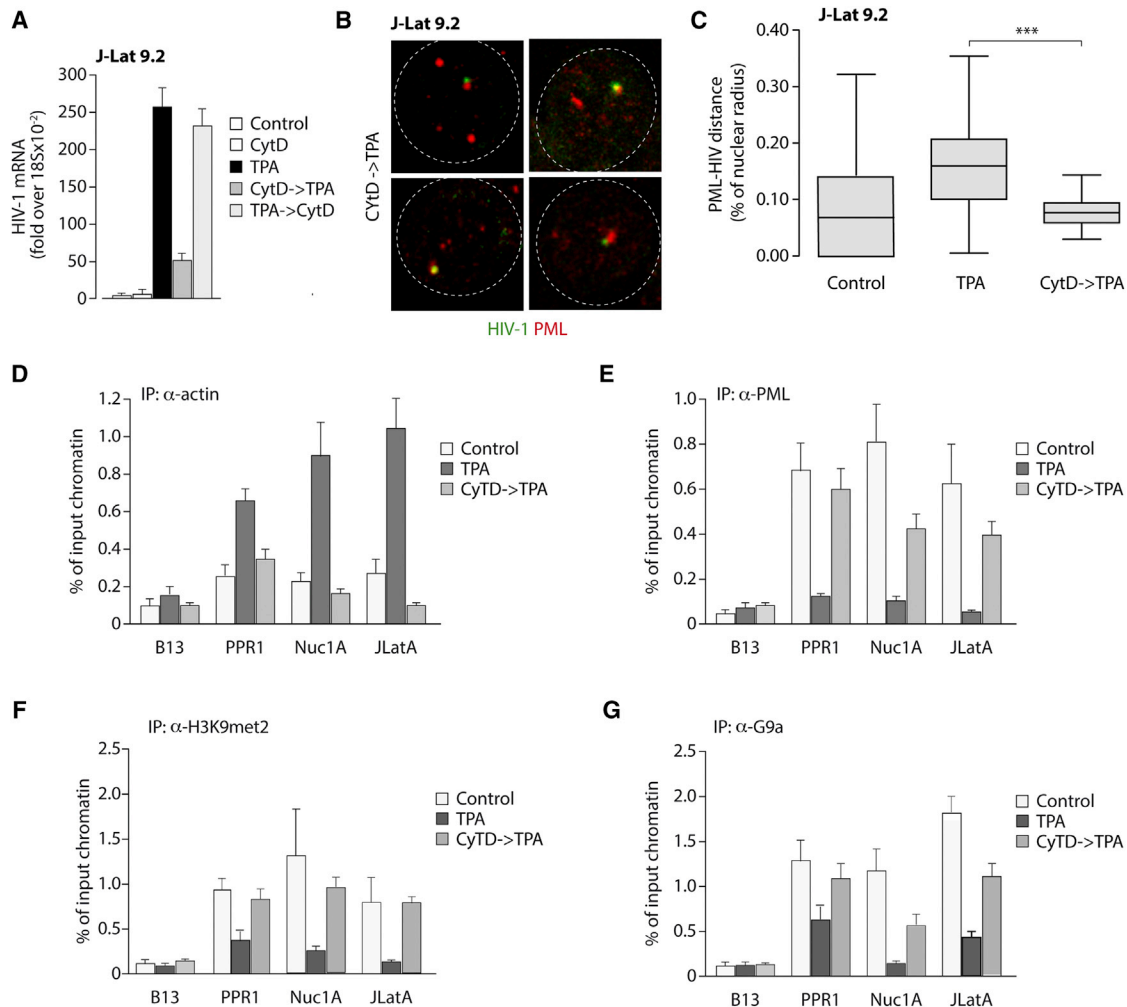 A
J-Lat 9.2
HIV-1 mRNA
(fold over 18Sx10⁻²)
300
250
200
150
100
50
0
Control
CytD
TPA
CytD->TPA
TPA->CytD
B
J-Lat 9.2
CYtD ->TPA
HIV-1 PML
C
J-Lat 9.2
PML-HIV distance
(% of nuclear radius)
0.40
0.30
0.20
0.10
0.00
***
Control TPA CytD->TPA
D
IP: α-actin
% of input chromatin
1.2
1.0
0.8
0.6
0.4
0.2
0
Control
TPA
CyTD->TPA
B13 PPR1 Nuc1A JLatA
E
IP: α-PML
% of input chromatin
1.0
0.8
0.6
0.4
0.2
0
Control
TPA
CyTD->TPA
B13 PPR1 Nuc1A JLatA
F
IP: α-H3K9met2
% of input chromatin
2.5
2.0
1.5
1.0
0.5
0
Control
TPA
CyTD->TPA
B13 PPR1 Nuc1A JLatA
G
IP: α-G9a
% of input chromatin
2.5
2.0
1.5
1.0
0.5
0
Control
TPA
CyTD->TPA
B13 PPR1 Nuc1A JLatA